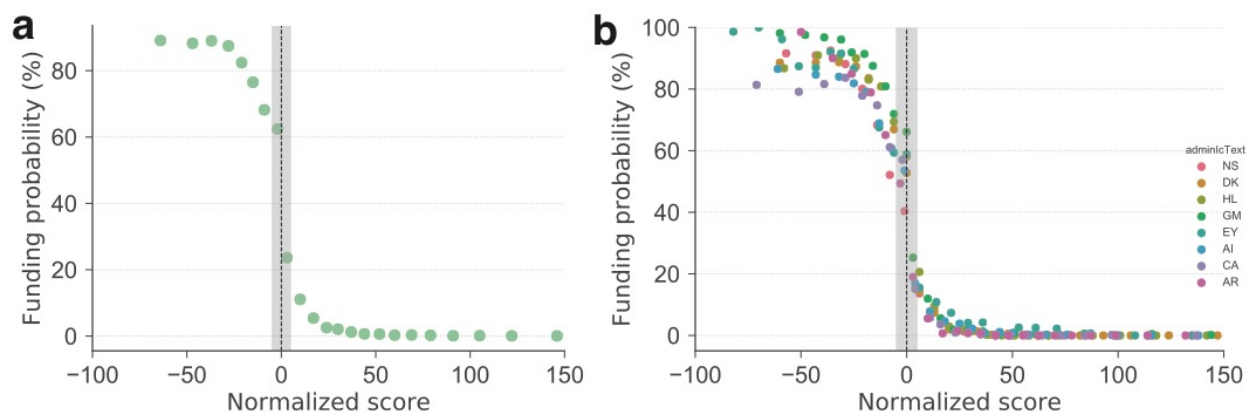 a
Funding probability (%)
80
60
40
20
0
−100
−50
0
50
100
150
Normalized score
b
Funding probability (%)
100
80
60
40
20
0
−100
−50
0
50
100
150
Normalized score
adminIcText
NS
DK
HL
GM
EY
AI
CA
AR